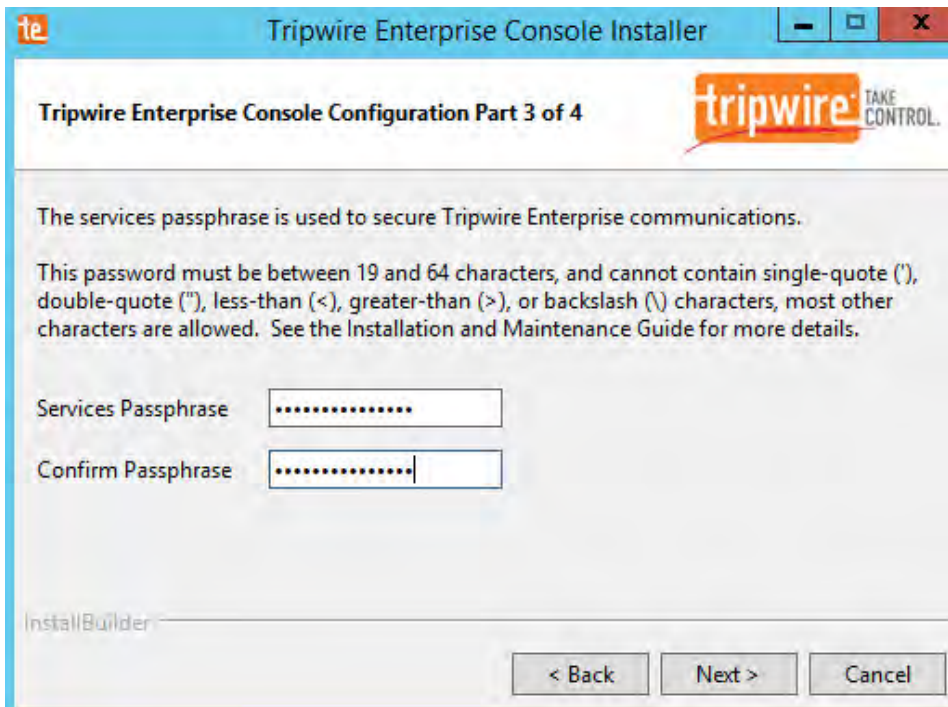 te
Tripwire Enterprise Console Installer
Tripwire Enterprise Console Configuration Part 3 of 4
tripwire
TAKE
CONTROL.
The services passphrase is used to secure Tripwire Enterprise communications.
This password must be between 19 and 64 characters, and cannot contain single-quote ('),
double-quote ("), less-than (<), greater-than (>), or backslash (\) characters, most other
characters are allowed.  See the Installation and Maintenance Guide for more details.
Services Passphrase •••••••••••••••
Confirm Passphrase •••••••••••••••
InstallBuilder
< Back Next > Cancel